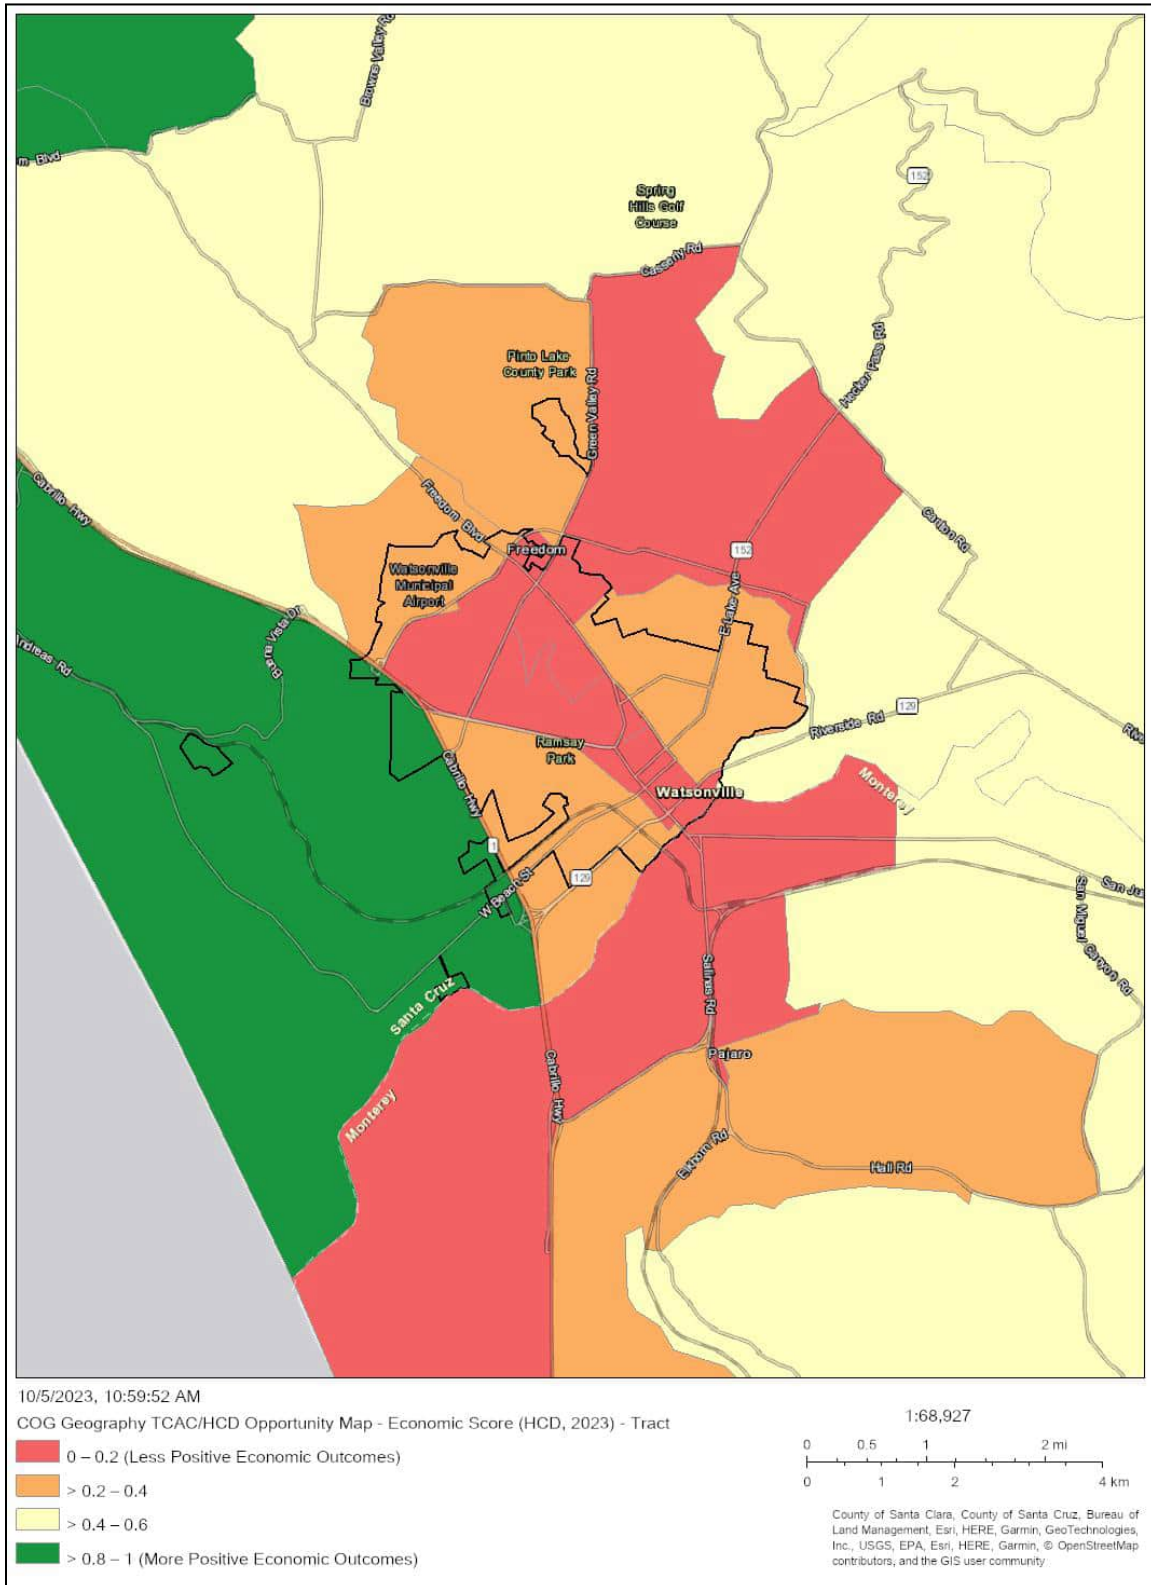 Browns Valley Rd
m Blvd
152
Spring
Hills Golf
Course
Casserly Rd
Hecker Pass Rd
Pinto Lake
County Park
Green Valley Rd
Cabrillo Hwy
Freedom Blvd
Carlton Rd
Freedom
152
Watsonville
Municipal
Airport
E Lake Ave
Buena Vista Dr
Andreas Rd
129
Riverside Rd
Rive
Ramsay
Park
Cabrillo Hwy
Watsonville
Monterey
1
129
W Beach St
San Ju
San Miguel Canyon Rd
Salinas Rd
Santa Cruz
Monterey
Cabrillo Hwy
Pajaro
Elkhorn Rd
Hall Rd
10/5/2023, 10:59:52 AM
COG Geography TCAC/HCD Opportunity Map - Economic Score (HCD, 2023) - Tract
0 – 0.2 (Less Positive Economic Outcomes)
> 0.2 – 0.4
> 0.4 – 0.6
> 0.8 – 1 (More Positive Economic Outcomes)
1:68,927
0 0.5 1 2 mi
0 1 2 4 km
County of Santa Clara, County of Santa Cruz, Bureau of
Land Management, Esri, HERE, Garmin, GeoTechnologies,
Inc., USGS, EPA, Esri, HERE, Garmin, © OpenStreetMap
contributors, and the GIS user community